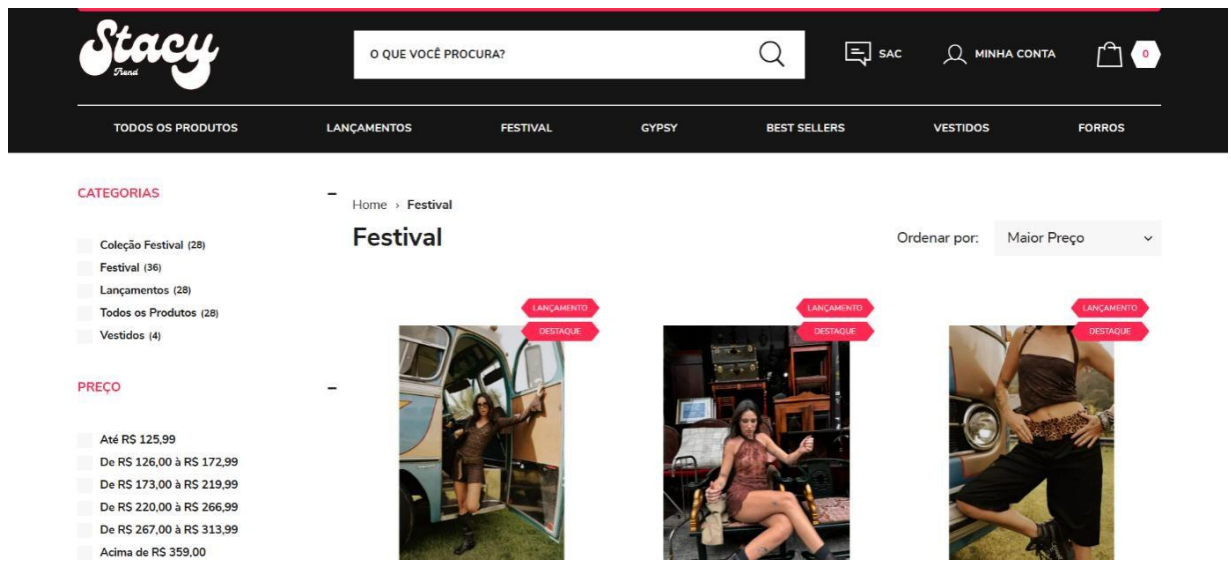 Stacy
Trend
O QUE VOCÊ PROCURA?
SAC
MINHA CONTA
0
TODOS OS PRODUTOS
LANÇAMENTOS
FESTIVAL
GYPSY
BEST SELLERS
VESTIDOS
FORROS
CATEGORIAS
Coleção Festival (28)
Festival (36)
Lançamentos (28)
Todos os Produtos (28)
Vestidos (4)
PREÇO
Até R$ 125,99
De R$ 126,00 à R$ 172,99
De R$ 173,00 à R$ 219,99
De R$ 220,00 à R$ 266,99
De R$ 267,00 à R$ 313,99
Acima de R$ 359,00
Home › Festival
Festival
Ordenar por: Maior Preço
LANÇAMENTO
DESTAQUE
LANÇAMENTO
DESTAQUE
LANÇAMENTO
DESTAQUE